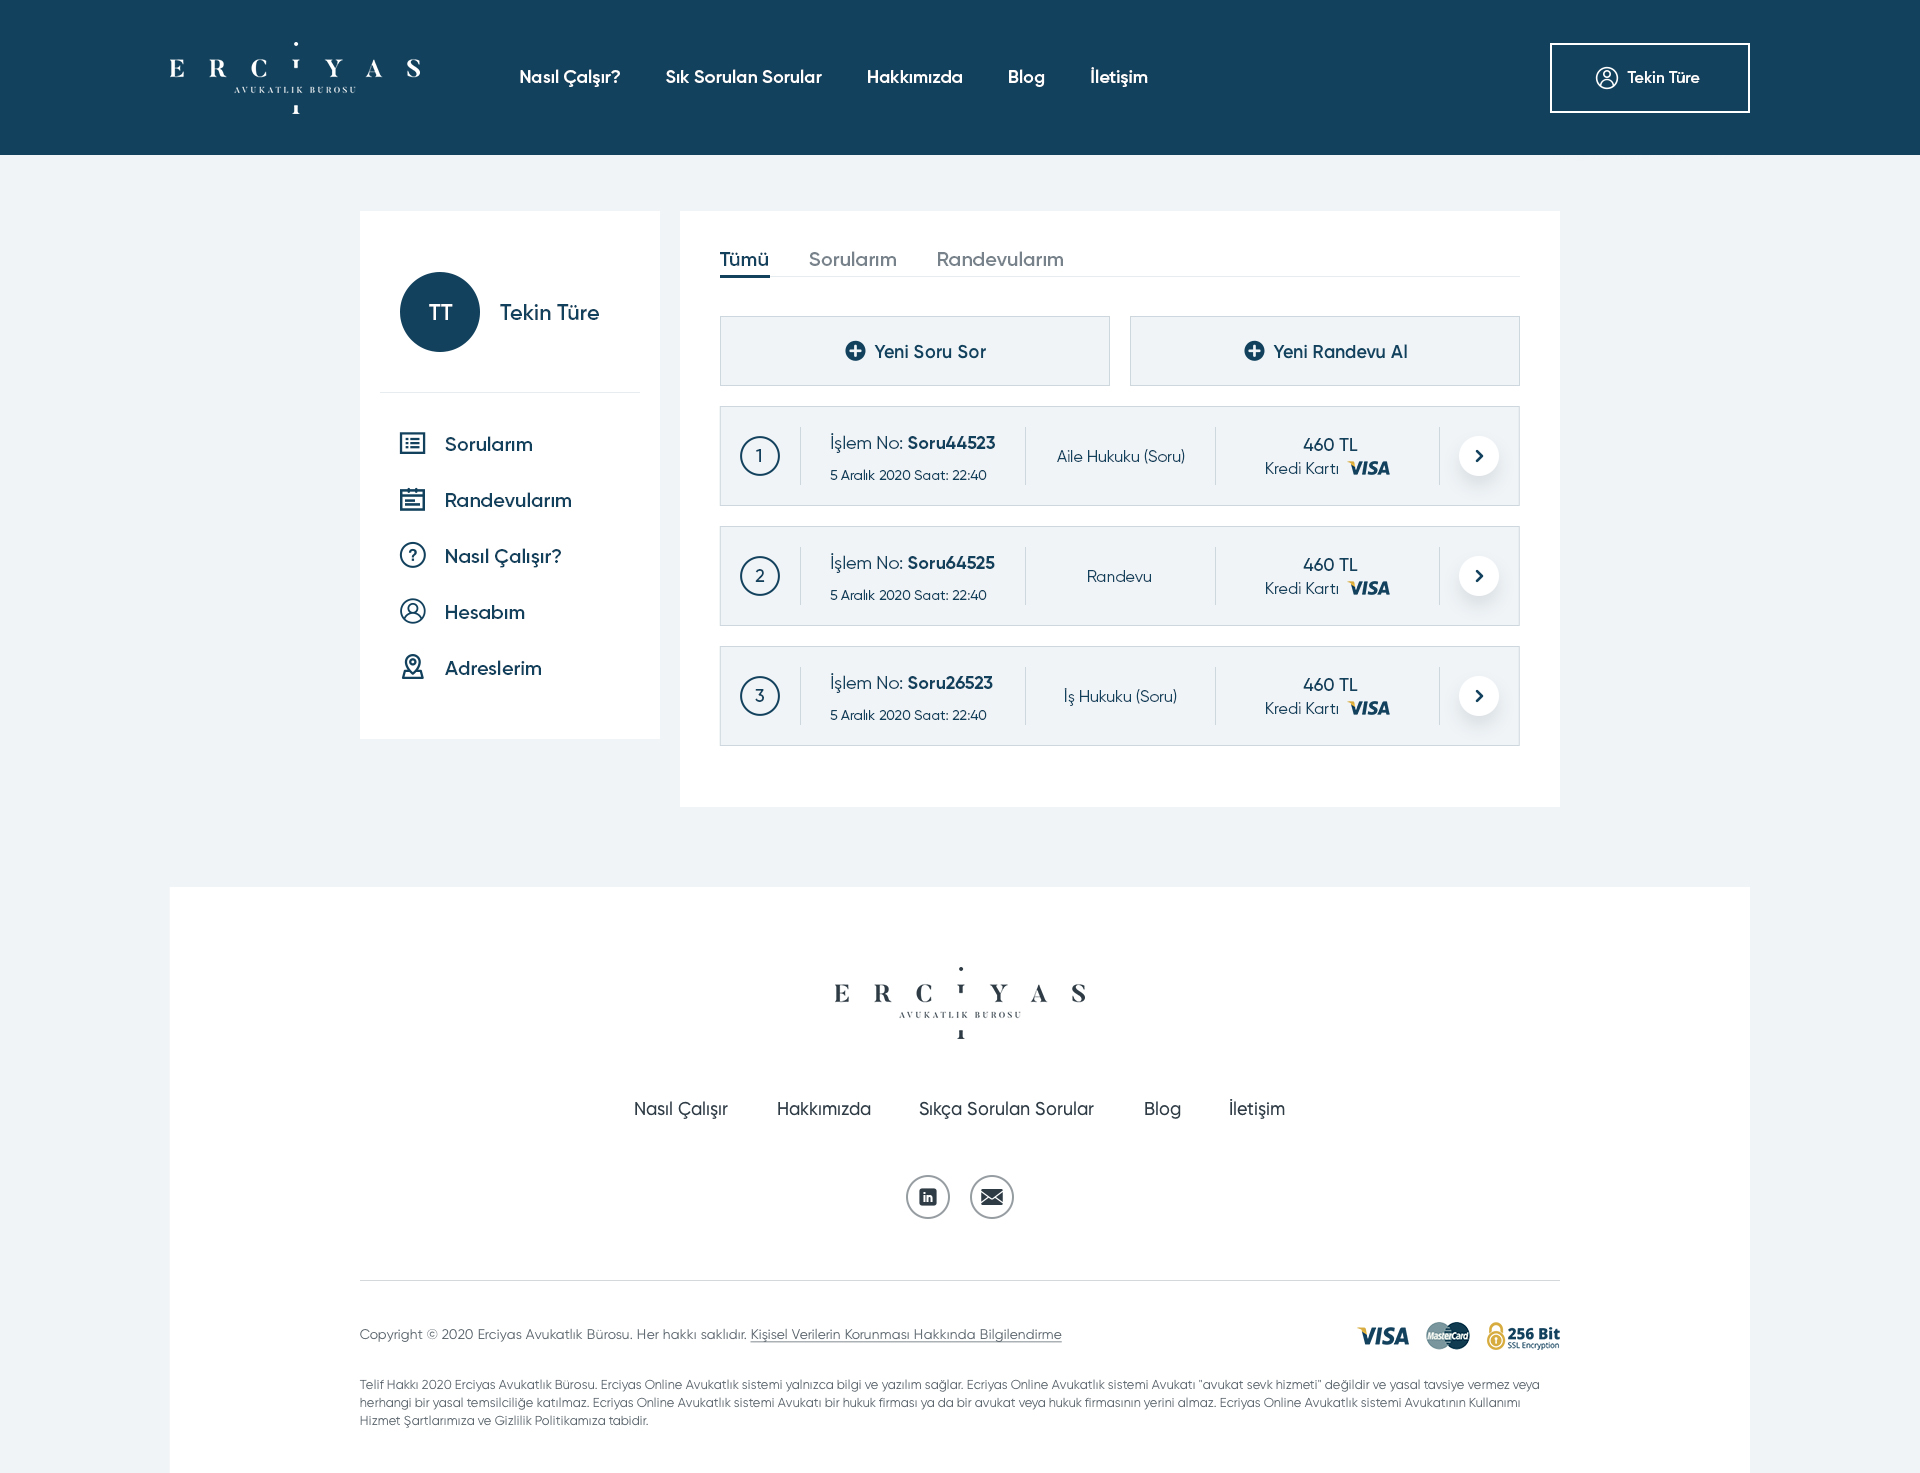 ERCIYAS
AVUKATLIK BÜROSU
Nasıl Çalşır?
Sık Sorulan Sorular
Hakkımızda
Blog
İletişim
Tekin Türe
TT
Tekin Türe
Sorularım
Randevularım
Nasıl Çalışır?
Hesabım
Adreslerim
Tümü
Sorularım
Randevularım
Yeni Soru Sor
Yeni Randevu Al
1
İşlem No: Soru44523
5 Aralık 2020 Saat: 22:40
Aile Hukuku (Soru)
460 TL
Kredi Kartı VISA
2
İşlem No: Soru64525
5 Aralık 2020 Saat: 22:40
Randevu
460 TL
Kredi Kartı VISA
3
İşlem No: Soru26523
5 Aralık 2020 Saat: 22:40
İş Hukuku (Soru)
460 TL
Kredi Kartı VISA
ERCIYAS
AVUKATLIK BÜROSU
Nasıl Çalışır
Hakkımızda
Sıkça Sorulan Sorular
Blog
İletişim
in
Copyright © 2020 Erciyas Avukatlık Bürosu. Her hakkı saklıdır. Kişisel Verilerin Korunması Hakkında Bilgilendirme
VISA
MasterCard
256 Bit
SSL Encryption
Telif Hakkı 2020 Erciyas Avukatlık Bürosu. Erciyas Online Avukatlık sistemi yalnızca bilgi ve yazılım sağlar. Ecriyas Online Avukatlık sistemi Avukatı "avukat sevk hizmeti" değildir ve yasal tavsiye vermez veya
herhangi bir yasal temsilciliğe katılmaz. Ecriyas Online Avukatlık sistemi Avukatı bir hukuk firması ya da bir avukat veya hukuk firmasının yerini almaz. Ecriyas Online Avukatlık sistemi Avukatının Kullanımı
Hizmet Şartlarımıza ve Gizlilik Politikamıza tabidir.